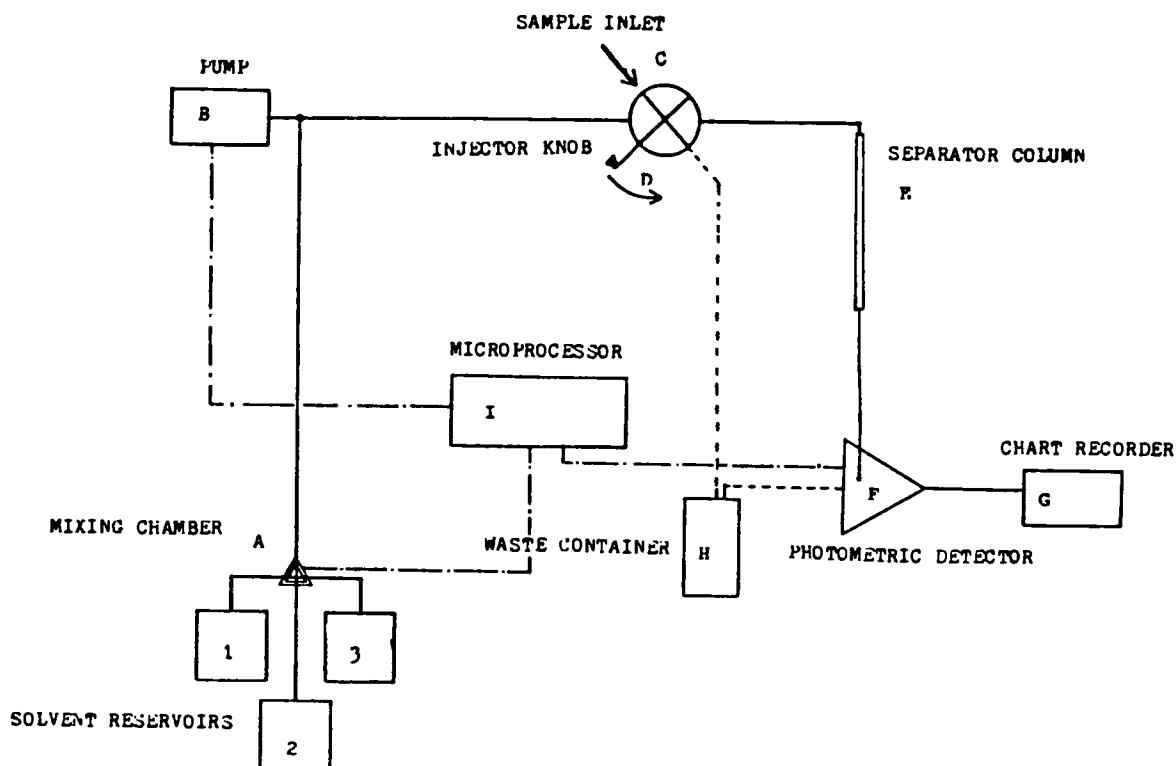 SAMPLE INLET
C
PUMP
B
INJECTOR KNOB
D
SEPARATOR COLUMN
E
MICROPROCESSOR
I
CHART RECORDER
G
F
MIXING CHAMBER
A
WASTE CONTAINER
H
PHOTOMETRIC DETECTOR
1
3
SOLVENT RESERVOIRS
2